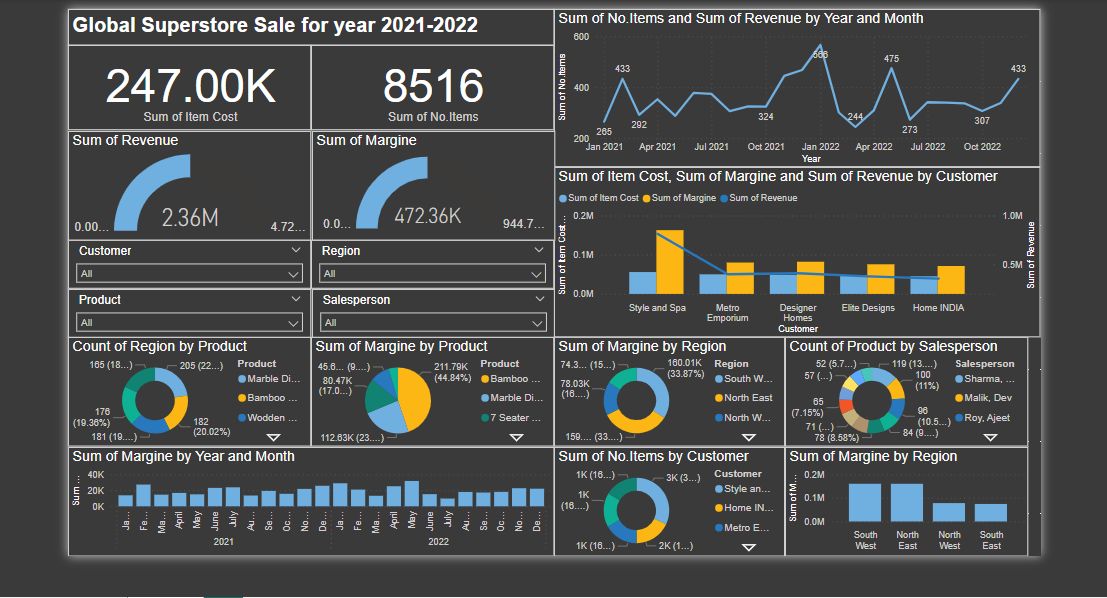 Global Superstore Sale for year 2021-2022
247.00K
Sum of Item Cost
8516
Sum of No.Items
Sum of Revenue
0.00...
2.36M
4.72...
Sum of Margine
0.0...
472.36K
944.7...
Customer
All
Region
All
Product
All
Salesperson
All
Sum of No.Items and Sum of Revenue by Year and Month
Sum of No.Items
600
400
200
265
433
292
324
566
244
475
273
307
433
Jan 2021
Apr 2021
Jul 2021
Oct 2021
Jan 2022
Apr 2022
Jul 2022
Oct 2022
Year
Sum of Item Cost, Sum of Margine and Sum of Revenue by Customer
Sum of Item Cost
Sum of Margine
Sum of Revenue
Sum of Item Cost...
0.2M
0.1M
0.0M
1.0M
0.5M
Sum of Revenue
Style and Spa
Metro
Emporium
Designer
Homes
Elite Designs
Home INDIA
Customer
Count of Region by Product
165 (18...)
205 (22...)
176
(19.36%)
181 (19....)
182
(20.02%)
Product
Marble Di...
Bamboo ...
Wooden ...
Sum of Margine by Product
45.6... (9....)
80.47K
(17.0...)
112.63K (23....)
211.79K
(44.84%)
Product
Bamboo ...
Marble Di...
7 Seater ...
Sum of Margine by Region
74.3... (15...)
78.03K
(16....)
159.... (33....)
160.01K
(33.87%)
Region
South W...
North East
North W...
Count of Product by Salesperson
52 (5.7...)
57 (...)
65
(7.15%)
71 (...)
78 (8.58%)
119 (13...)
100
(11%)
96
(10.5...)
84 (9....)
Salesperson
Sharma, ...
Malik, Dev
Roy, Ajeet
Sum of Margine by Year and Month
Sum ...
40K
20K
0K
Ja...
Fe...
Ma...
April
May
June
July
Au...
Se...
Oc...
No...
De...
Ja...
Fe...
Ma...
April
May
June
July
Au...
Se...
Oc...
No...
De...
2021
2022
Sum of No.Items by Customer
1K (16...)
1K
(16....)
1K (16...)
3K (3...)
2K (1...)
Customer
Style an...
Home IN...
Metro E...
Sum of Margine by Region
Sum of M...
0.2M
0.1M
0.0M
South
West
North
East
North
West
South
East